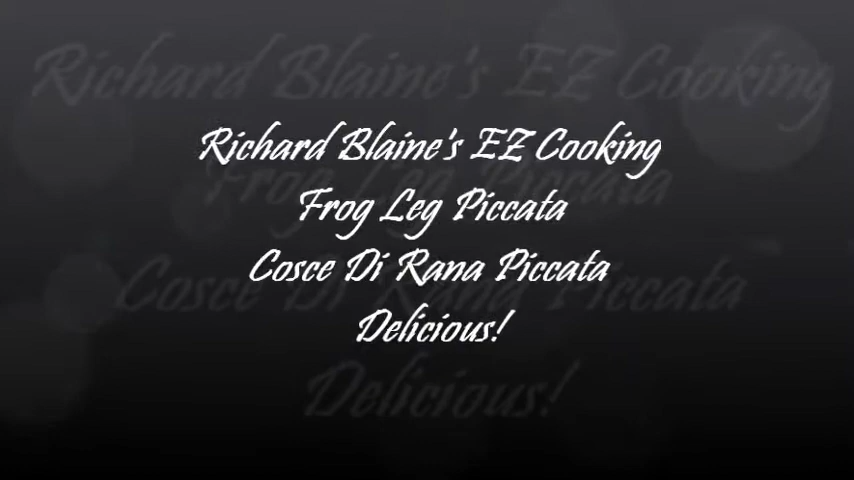 Richard Blaine's EZ Cooking
Frog Leg Piccata
Cosce Di Rana Piccata
Delicious!